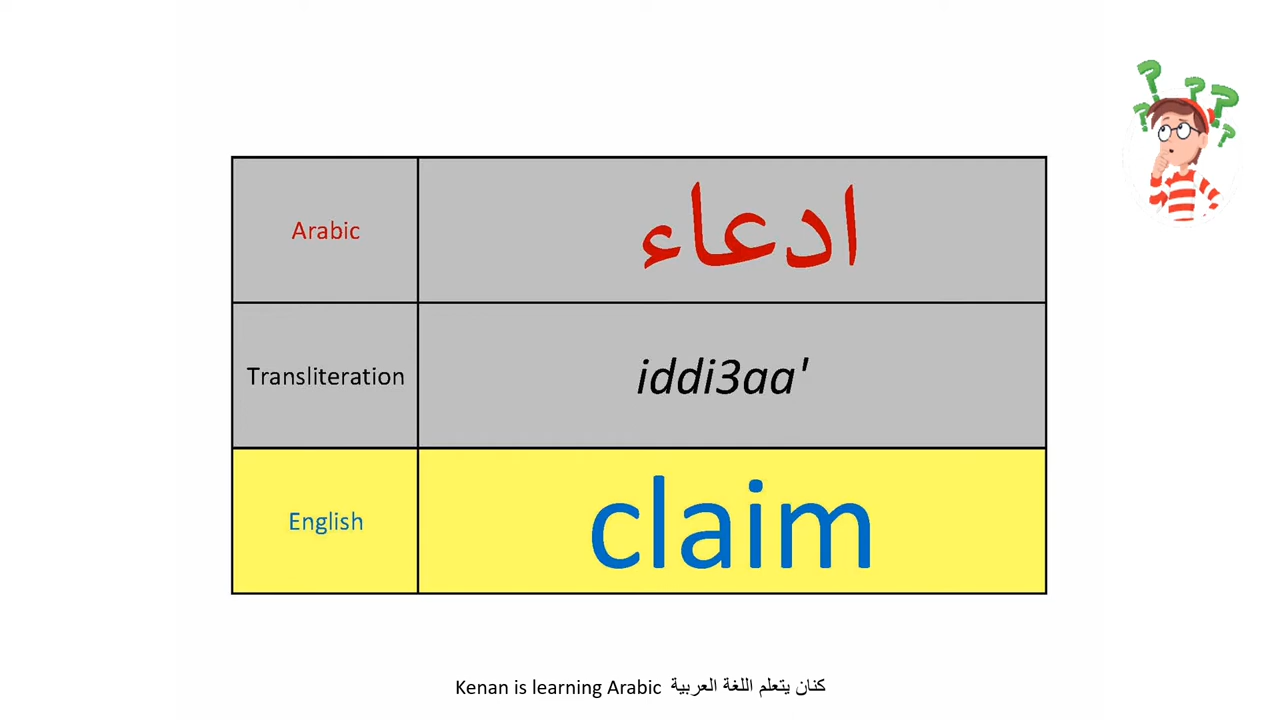 Arabic ادعاء
Transliteration iddi3aa'
English claim
Kenan is learning Arabic كنان يتعلم اللغة العربية